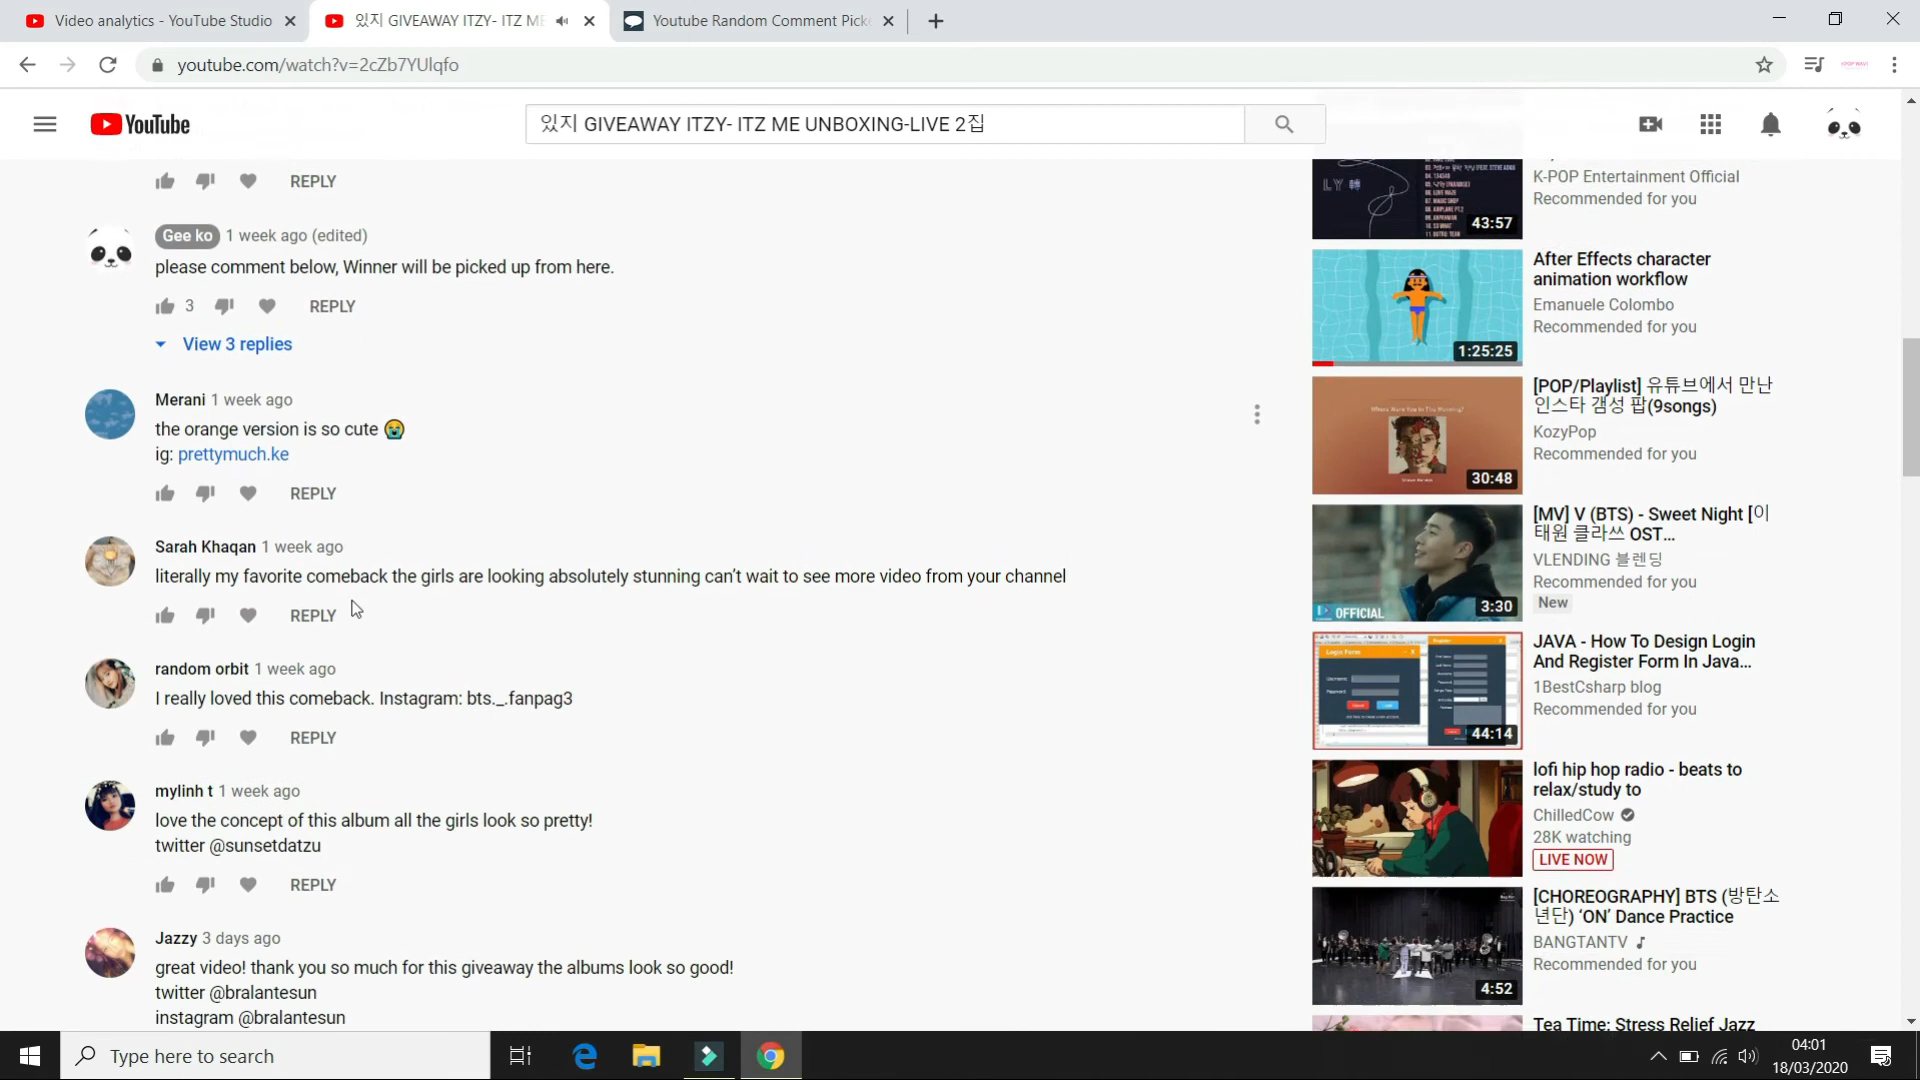 Video analytics - YouTube Studio
있지 GIVEAWAY ITZY- ITZ ME
Youtube Random Comment Picke
youtube.com/watch?v=2cZb7YUlqfo
YouTube
있지 GIVEAWAY ITZY- ITZ ME UNBOXING-LIVE 2집
REPLY
Gee ko 1 week ago (edited)
please comment below, Winner will be picked up from here.
3 REPLY
View 3 replies
Merani 1 week ago
the orange version is so cute 😭
ig: prettymuch.ke
REPLY
Sarah Khaqan 1 week ago
literally my favorite comeback the girls are looking absolutely stunning can't wait to see more video from your channel
REPLY
random orbit 1 week ago
I really loved this comeback. Instagram: bts._.fanpag3
REPLY
mylinh t 1 week ago
love the concept of this album all the girls look so pretty!
twitter @sunsetdatzu
REPLY
Jazzy 3 days ago
great video! thank you so much for this giveaway the albums look so good!
twitter @bralantesun
instagram @bralantesun
LY 轉
43:57
K-POP Entertainment Official
Recommended for you
1:25:25
After Effects character
animation workflow
Emanuele Colombo
Recommended for you
30:48
[POP/Playlist] 유튜브에서 만난
인스타 갬성 팝(9songs)
KozyPop
Recommended for you
OFFICIAL
3:30
[MV] V (BTS) - Sweet Night [이
태원 클라쓰 OST...
VLENDING 블렌딩
Recommended for you
New
Login Form
44:14
JAVA - How To Design Login
And Register Form In Java...
1BestCsharp blog
Recommended for you
lofi hip hop radio - beats to
relax/study to
ChilledCow
28K watching
LIVE NOW
4:52
[CHOREOGRAPHY] BTS (방탄소
년단) 'ON' Dance Practice
BANGTANTV
Recommended for you
Tea Time: Stress Relief Jazz
Type here to search
04:01
18/03/2020